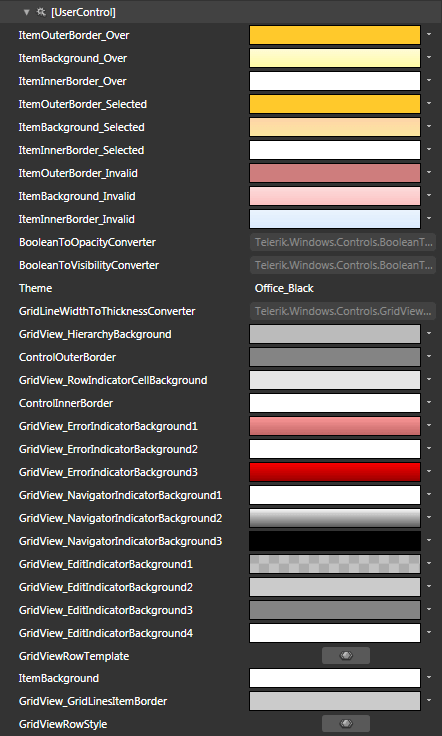 [UserControl]
ItemOuterBorder_Over
ItemBackground_Over
ItemInnerBorder_Over
ItemOuterBorder_Selected
ItemBackground_Selected
ItemInnerBorder_Selected
ItemOuterBorder_Invalid
ItemBackground_Invalid
ItemInnerBorder_Invalid
BooleanToOpacityConverter Telerik.Windows.Controls.BooleanT...
BooleanToVisibilityConverter Telerik.Windows.Controls.BooleanT...
Theme Office_Black
GridLineWidthToThicknessConverter Telerik.Windows.Controls.GridView...
GridView_HierarchyBackground
ControlOuterBorder
GridView_RowIndicatorCellBackground
ControlInnerBorder
GridView_ErrorIndicatorBackground1
GridView_ErrorIndicatorBackground2
GridView_ErrorIndicatorBackground3
GridView_NavigatorIndicatorBackground1
GridView_NavigatorIndicatorBackground2
GridView_NavigatorIndicatorBackground3
GridView_EditIndicatorBackground1
GridView_EditIndicatorBackground2
GridView_EditIndicatorBackground3
GridView_EditIndicatorBackground4
GridViewRowTemplate
ItemBackground
GridView_GridLinesItemBorder
GridViewRowStyle